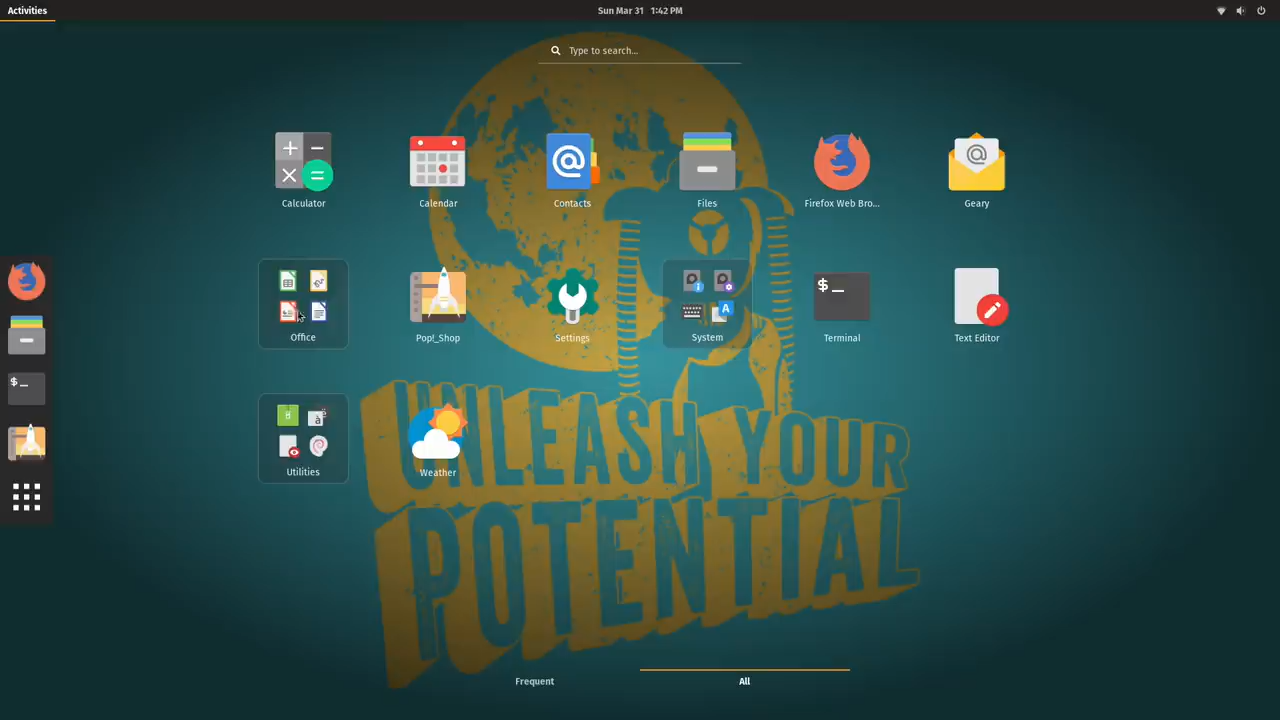 Activities
Sun Mar 31 1:42 PM
Type to search...
Calculator
Calendar
Contacts
Files
Firefox Web Bro...
Geary
Office
Pop!_Shop
Settings
System
Terminal
Text Editor
Utilities
Weather
UNLEASH YOUR
POTENTIAL
Frequent
All